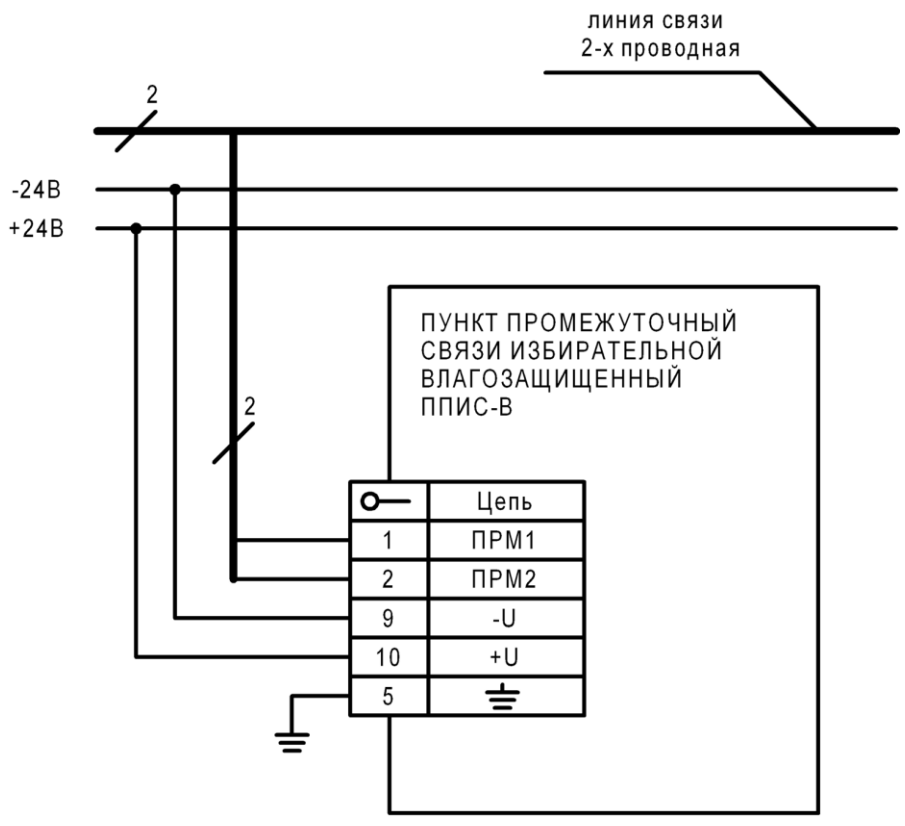 линия связи
2-х проводная
2
-24В
+24В
ПУНКТ ПРОМЕЖУТОЧНЫЙ
СВЯЗИ ИЗБИРАТЕЛЬНОЙ
ВЛАГОЗАЩИЩЕННЫЙ
ППИС-В
2
Цепь
1 ПРМ1
2 ПРМ2
9 -U
10 +U
5